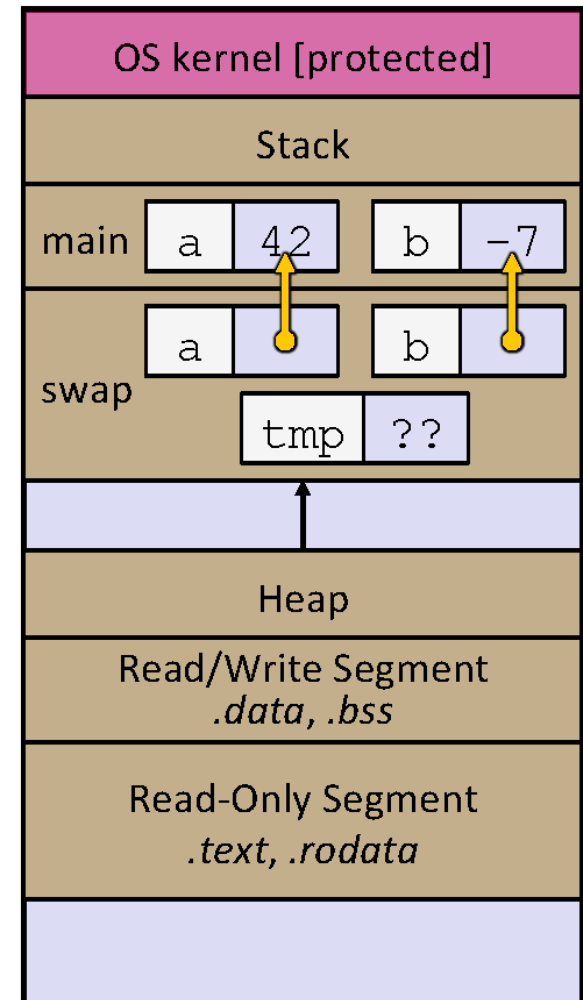 OS kernel [protected]
Stack
main a 42 b -7
swap a b
tmp ??
Heap
Read/Write Segment
.data, .bss
Read-Only Segment
.text, .rodata